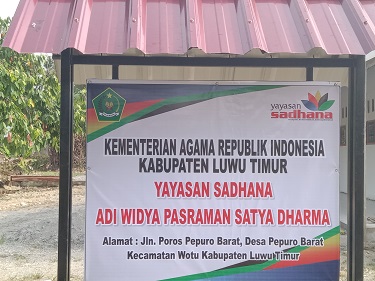 yayasan
sadhana
KEMENTERIAN AGAMA REPUBLIK INDONESIA
KABUPATEN LUWU TIMUR
YAYASAN SADHANA
ADI WIDYA PASRAMAN SATYA DHARMA
Alamat : Jln. Poros Pepuro Barat, Desa Pepuro Barat
Kecamatan Wotu Kabupaten Luwu Timur